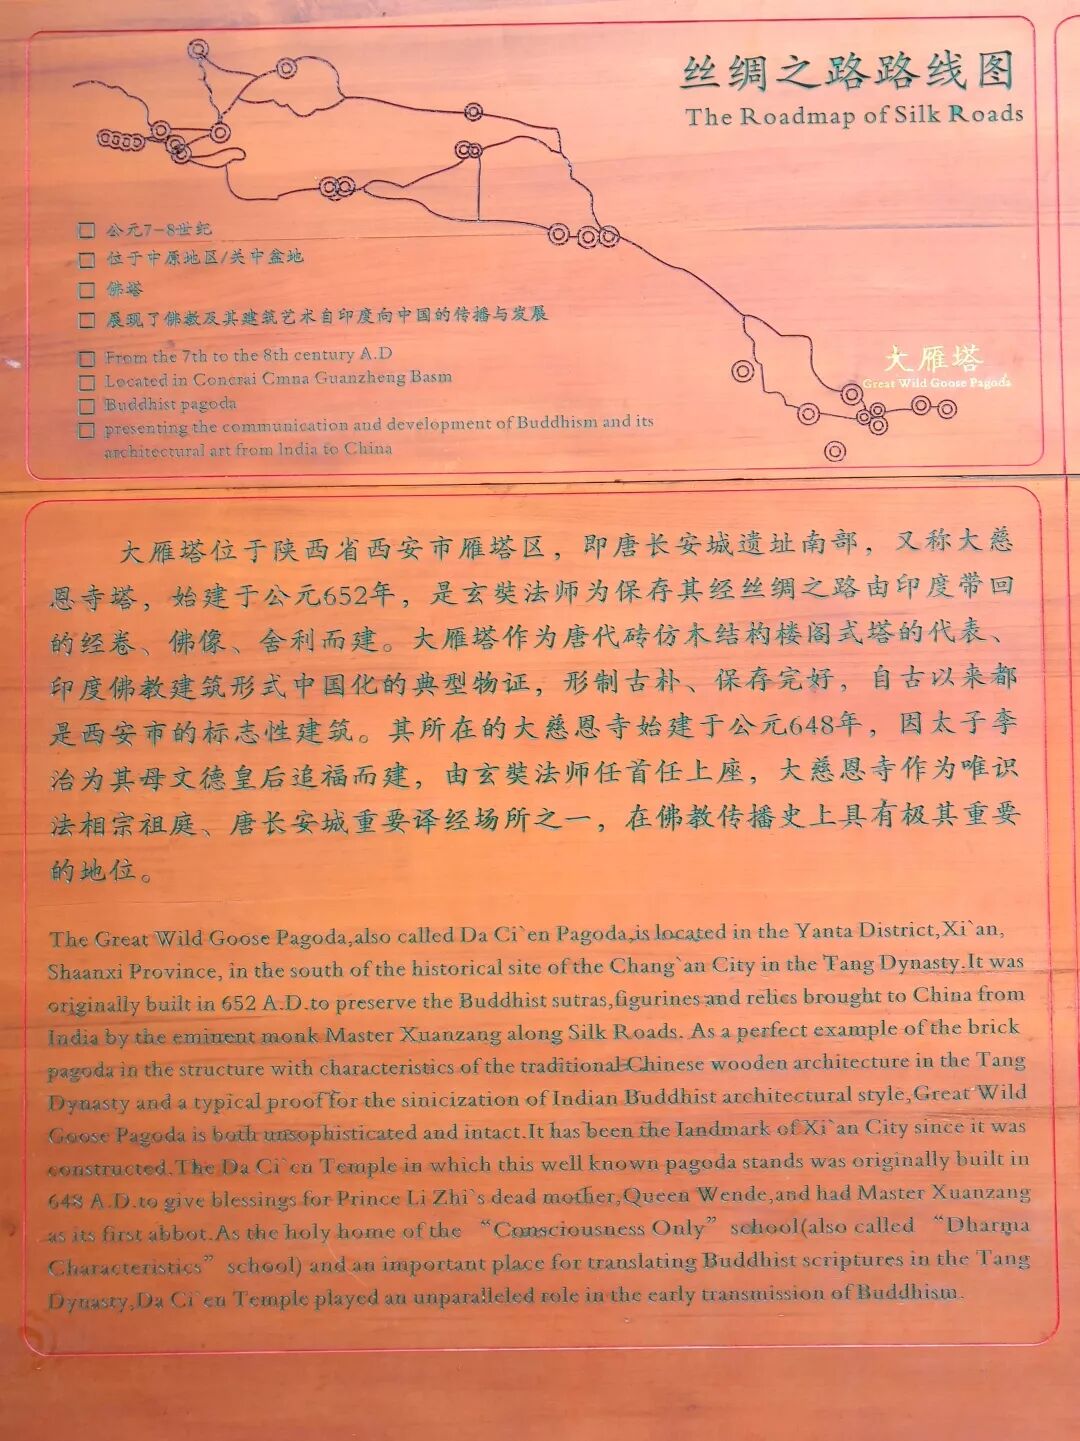 丝绸之路路线图
The Roadmap of Silk Roads
公元7-8世纪
位于中原地区/关中盆地
佛塔
展现了佛教及其建筑艺术自印度向中国的传播与发展
From the 7th to the 8th century A.D
Located in Concrai Cmna Guanzheng Basm
Buddhist pagoda
presenting the communication and development of Buddhism and its
architectural art from India to China
大雁塔
Great Wild Goose Pagoda
大雁塔位于陕西省西安市雁塔区，即唐长安城遗址南部，又称大慈
恩寺塔，始建于公元652年，是玄奘法师为保存其经丝绸之路由印度带回
的经卷、佛像、舍利而建。大雁塔作为唐代砖仿木结构楼阁式塔的代表、
印度佛教建筑形式中国化的典型物证，形制古朴、保存完好，自古以来都
是西安市的标志性建筑。其所在的大慈恩寺始建于公元648年，因太子李
治为其母文德皇后追福而建，由玄奘法师任首任上座，大慈恩寺作为唯识
法相宗祖庭、唐长安城重要译经场所之一，在佛教传播史上具有极其重要
的地位。
The Great Wild Goose Pagoda,also called Da Ci`en Pagoda,is located in the Yanta District,Xi`an,
Shaanxi Province, in the south of the historical site of the Chang`an City in the Tang Dynasty.It was
originally built in 652 A.D.to preserve the Buddhist sutras,figurines and relics brought to China from
India by the eminent monk Master Xuanzang along Silk Roads. As a perfect example of the brick
pagoda in the structure with characteristics of the traditional Chinese wooden architecture in the Tang
Dynasty and a typical proof for the sinicization of Indian Buddhist architectural style,Great Wild
Goose Pagoda is both unsophisticated and intact.It has been the landmark of Xi`an City since it was
constructed.The Da Ci`en Temple in which this well known pagoda stands was originally built in
648 A.D.to give blessings for Prince Li Zhi`s dead mother,Queen Wende,and had Master Xuanzang
as its first abbot.As the holy home of the “Consciousness Only” school(also called “Dharma
Characteristics” school) and an important place for translating Buddhist scriptures in the Tang
Dynasty,Da Ci`en Temple played an unparalleled role in the early transmission of Buddhism.